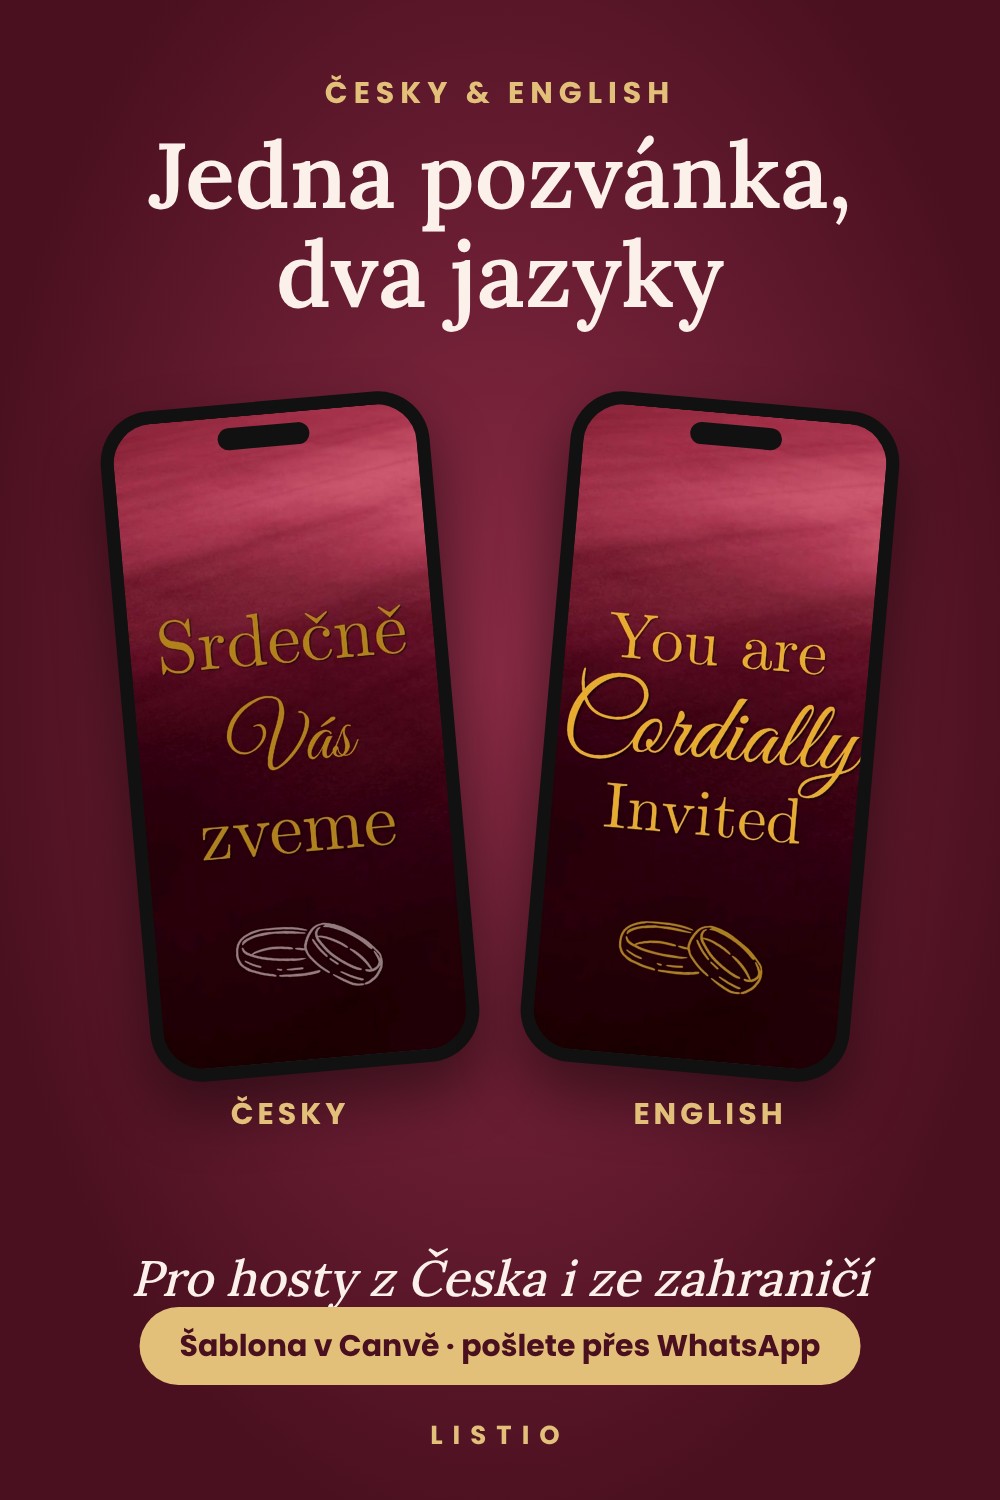 ČESKY & ENGLISH
Jedna pozvánka,
dva jazyky
Srdečně
Vás
zveme
You are
Cordially
Invited
ČESKY
ENGLISH
Pro hosty z Česka i ze zahraničí
Šablona v Canvě · pošlete přes WhatsApp
LISTIO